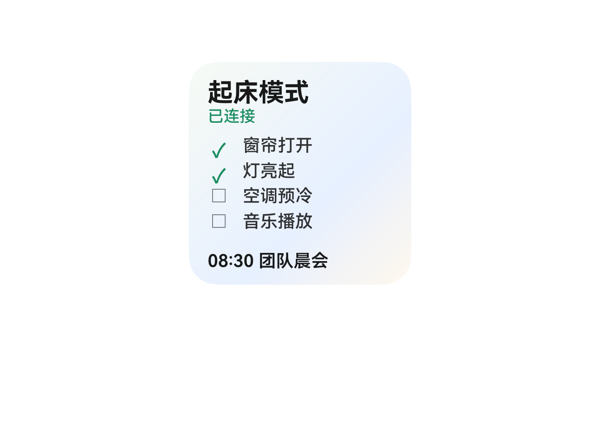 起床模式
已连接
✓ 窗帘打开
✓ 灯亮起
☐ 空调预冷
☐ 音乐播放
08:30 团队晨会